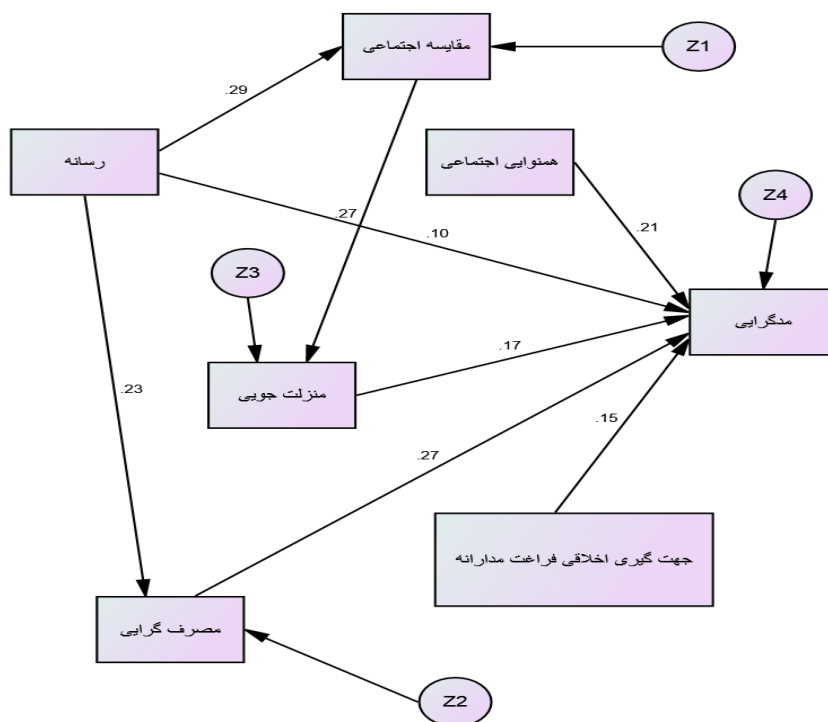 مقایسه اجتماعی
Z1
.29
رسانه
همنوایی اجتماعی
Z4
.27
.10
.21
Z3
مدگرایی
.17
منزلت جویی
.23
.15
.27
جهت گیری اخلاقی فراغت مدارانه
مصرف گرایی
Z2